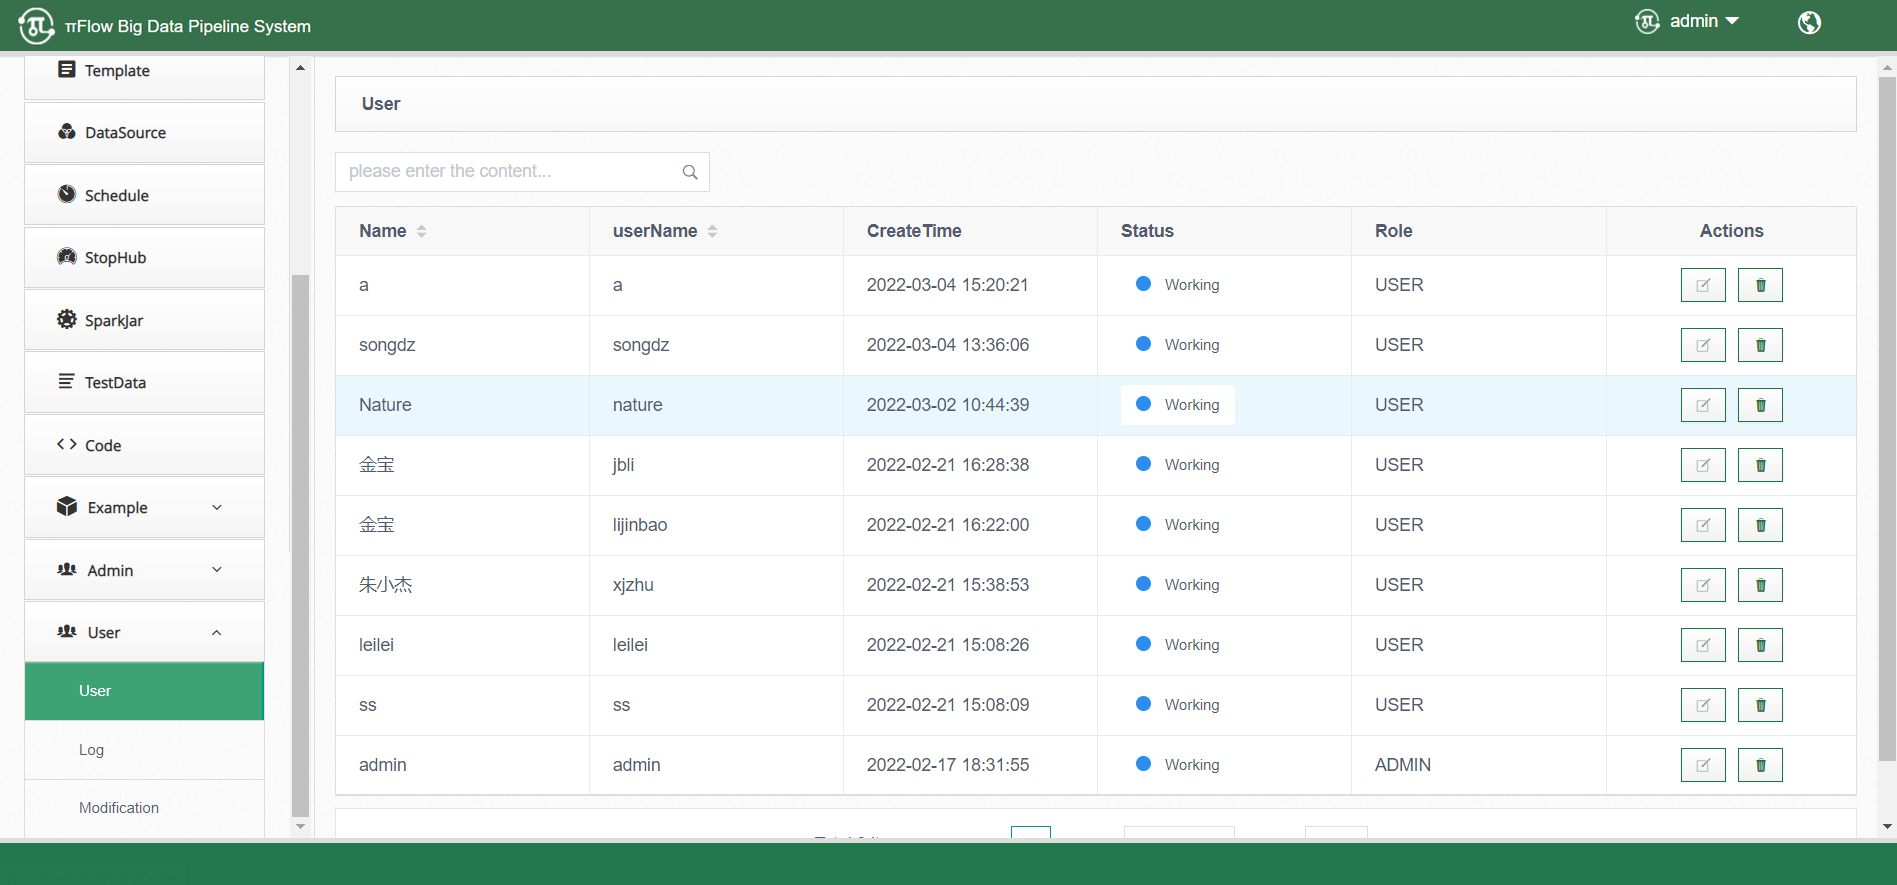 πFlow Big Data Pipeline System
admin
Template
DataSource
Schedule
StopHub
SparkJar
TestData
Code
Example
Admin
User
User
Log
Modification
User
please enter the content...
Name userName CreateTime Status Role Actions
a a 2022-03-04 15:20:21 Working USER
songdz songdz 2022-03-04 13:36:06 Working USER
Nature nature 2022-03-02 10:44:39 Working USER
金宝 jbli 2022-02-21 16:28:38 Working USER
金宝 lijinbao 2022-02-21 16:22:00 Working USER
朱小杰 xjzhu 2022-02-21 15:38:53 Working USER
leilei leilei 2022-02-21 15:08:26 Working USER
ss ss 2022-02-21 15:08:09 Working USER
admin admin 2022-02-17 18:31:55 Working ADMIN